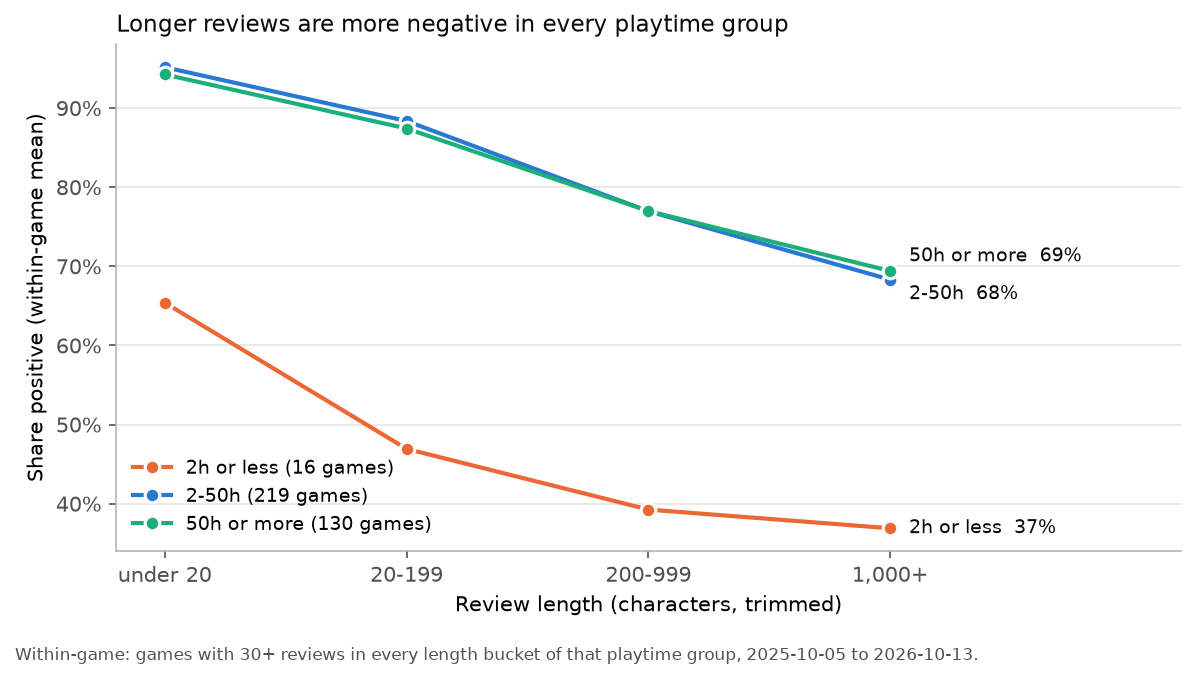 Longer reviews are more negative in every playtime group
Share positive (within-game mean)
90%
80%
70%
60%
50%
40%
50h or more  69%
2-50h  68%
2h or less  37%
2h or less (16 games)
2-50h (219 games)
50h or more (130 games)
under 20
20-199
200-999
1,000+
Review length (characters, trimmed)
Within-game: games with 30+ reviews in every length bucket of that playtime group, 2025-10-05 to 2026-10-13.